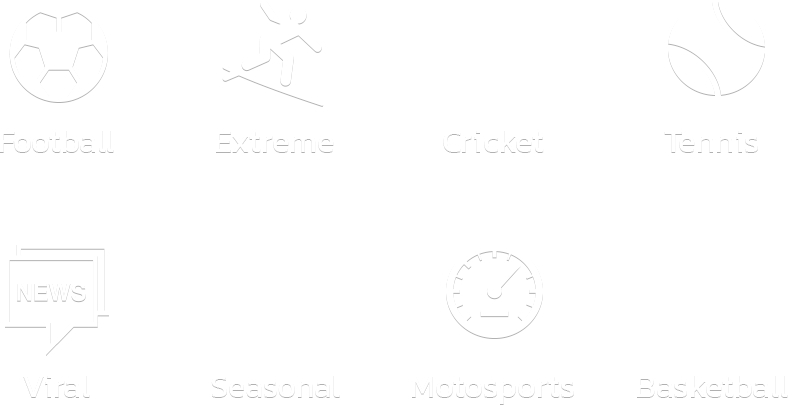 Football
Extreme
Cricket
Tennis
NEWS
Viral
Seasonal
Motosports
Basketball